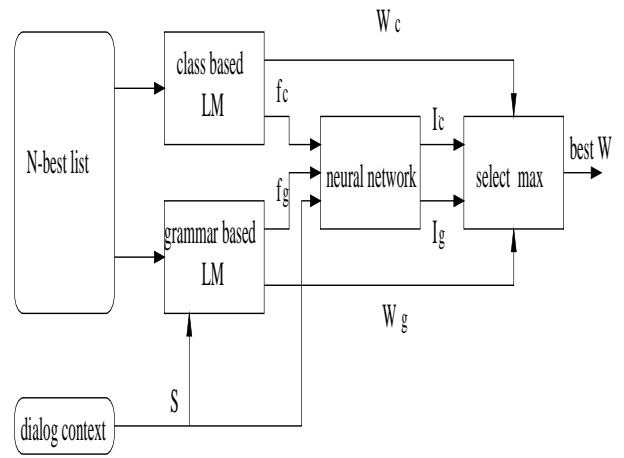 W c
class based
LM
f c
I c
best W
N-best list
neural network
select max
f g
grammar based
LM
I g
W g
S
dialog context